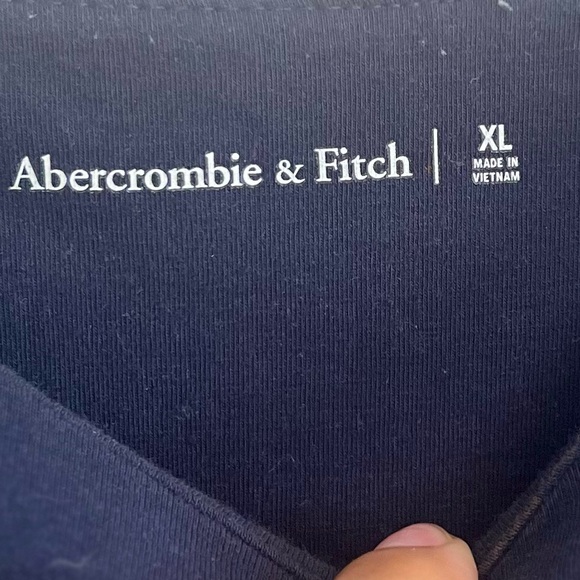 Abercrombie & Fitch | XL
MADE IN
VIETNAM